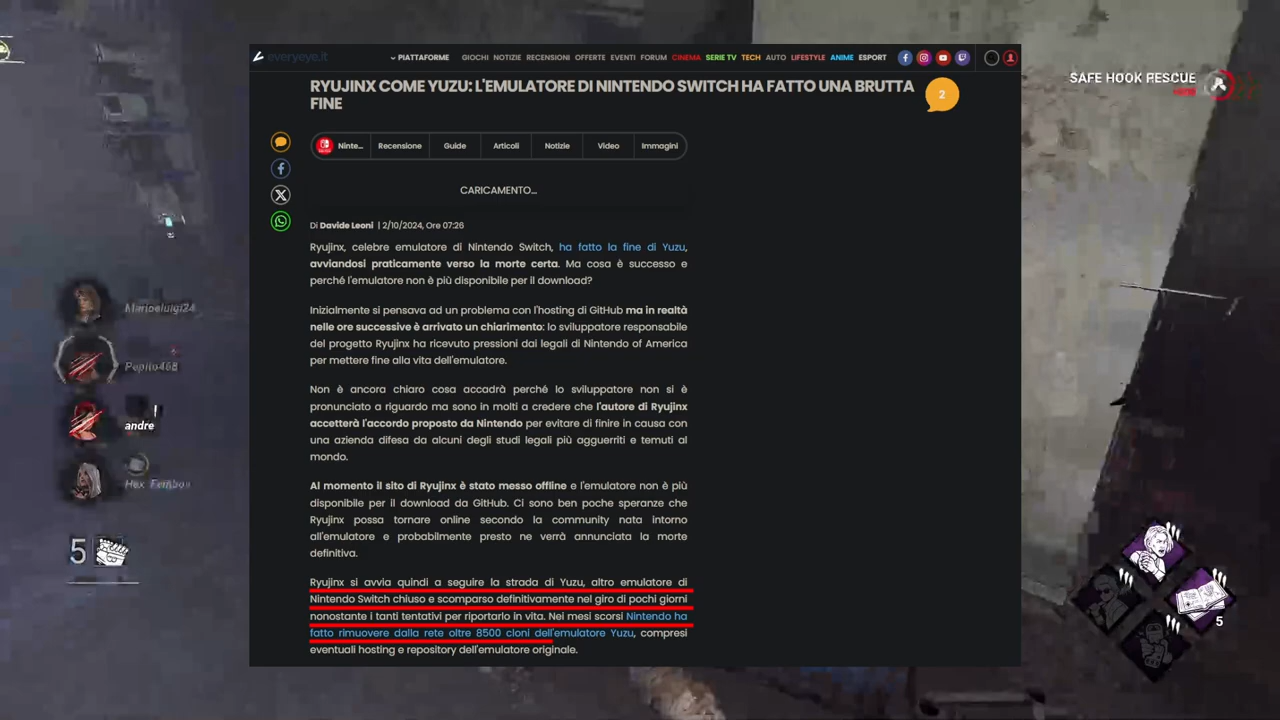 everyeye.it
PIATTAFORME GIOCHI NOTIZIE RECENSIONI OFFERTE EVENTI FORUM CINEMA SERIE TV TECH AUTO LIFESTYLE ANIME ESPORT
RYUJINX COME YUZU: L'EMULATORE DI NINTENDO SWITCH HA FATTO UNA BRUTTA
FINE
2
Ninte... Recensione Guide Articoli Notizie Video Immagini
CARICAMENTO...
Di Davide Leoni | 2/10/2024, Ore 07:26
Ryujinx, celebre emulatore di Nintendo Switch, ha fatto la fine di Yuzu,
avviandosi praticamente verso la morte certa. Ma cosa è successo e
perché l'emulatore non è più disponibile per il download?
Inizialmente si pensava ad un problema con l'hosting di GitHub ma in realtà
nelle ore successive è arrivato un chiarimento: lo sviluppatore responsabile
del progetto Ryujinx ha ricevuto pressioni dai legali di Nintendo of America
per mettere fine alla vita dell'emulatore.
Non è ancora chiaro cosa accadrà perché lo sviluppatore non si è
pronunciato a riguardo ma sono in molti a credere che l'autore di Ryujinx
accetterà l'accordo proposto da Nintendo per evitare di finire in causa con
una azienda difesa da alcuni degli studi legali più agguerriti e temuti al
mondo.
Al momento il sito di Ryujinx è stato messo offline e l'emulatore non è più
disponibile per il download da GitHub. Ci sono ben poche speranze che
Ryujinx possa tornare online secondo la community nata intorno
all'emulatore e probabilmente presto ne verrà annunciata la morte
definitiva.
Ryujinx si avvia quindi a seguire la strada di Yuzu, altro emulatore di
Nintendo Switch chiuso e scomparso definitivamente nel giro di pochi giorni
nonostante i tanti tentativi per riportarlo in vita. Nei mesi scorsi Nintendo ha
fatto rimuovere dalla rete oltre 8500 cloni dell'emulatore Yuzu, compresi
eventuali hosting e repository dell'emulatore originale.
SAFE HOOK RESCUE
Marioeluigi24
Pepito468
andre
Hex
5
5